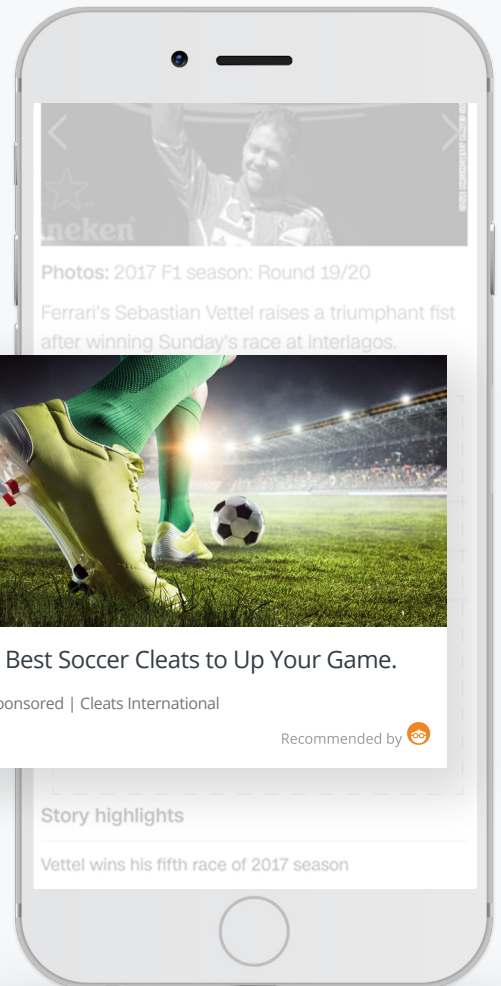 neken
Photos: 2017 F1 season: Round 19/20
Ferrari's Sebastian Vettel raises a triumphant fist
after winning Sunday's race at Interlagos.
Best Soccer Cleats to Up Your Game.
ponsored | Cleats International
Recommended by
Story highlights
Vettel wins his fifth race of 2017 season